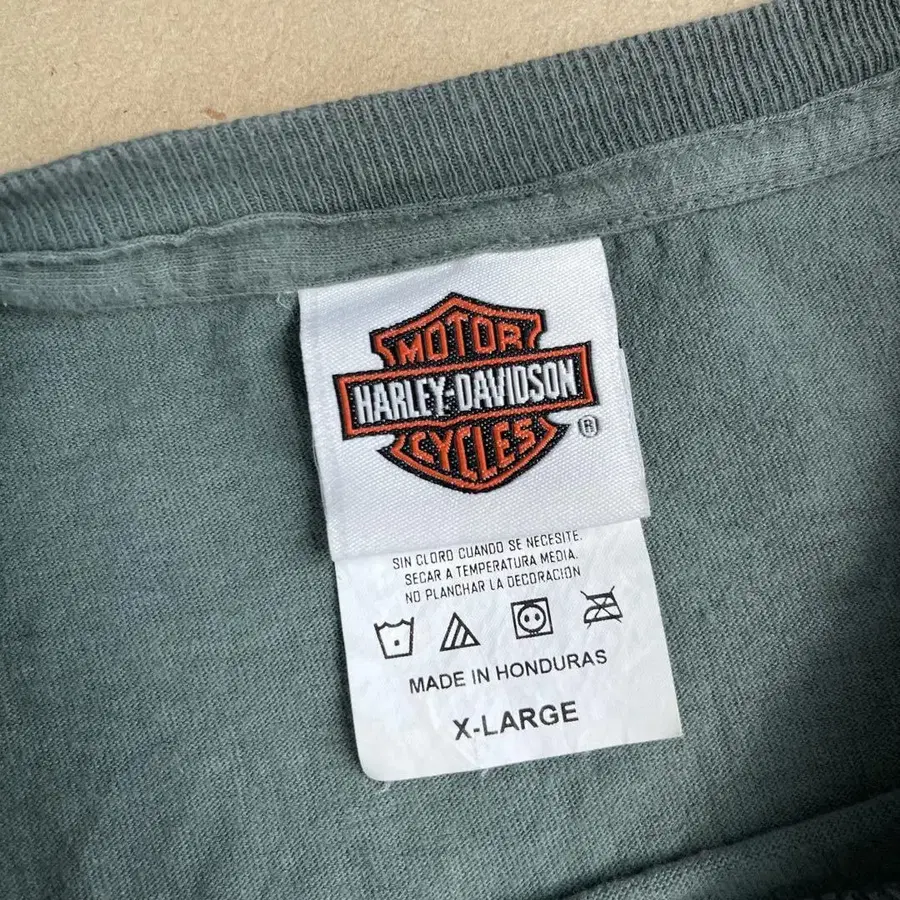 MOTOR
HARLEY-DAVIDSON
CYCLES
®
SIN CLORO CUANDO SE NECESITE.
SECAR A TEMPERATURA MEDIA.
NO PLANCHAR LA DECORACIÓN
MADE IN HONDURAS
X-LARGE